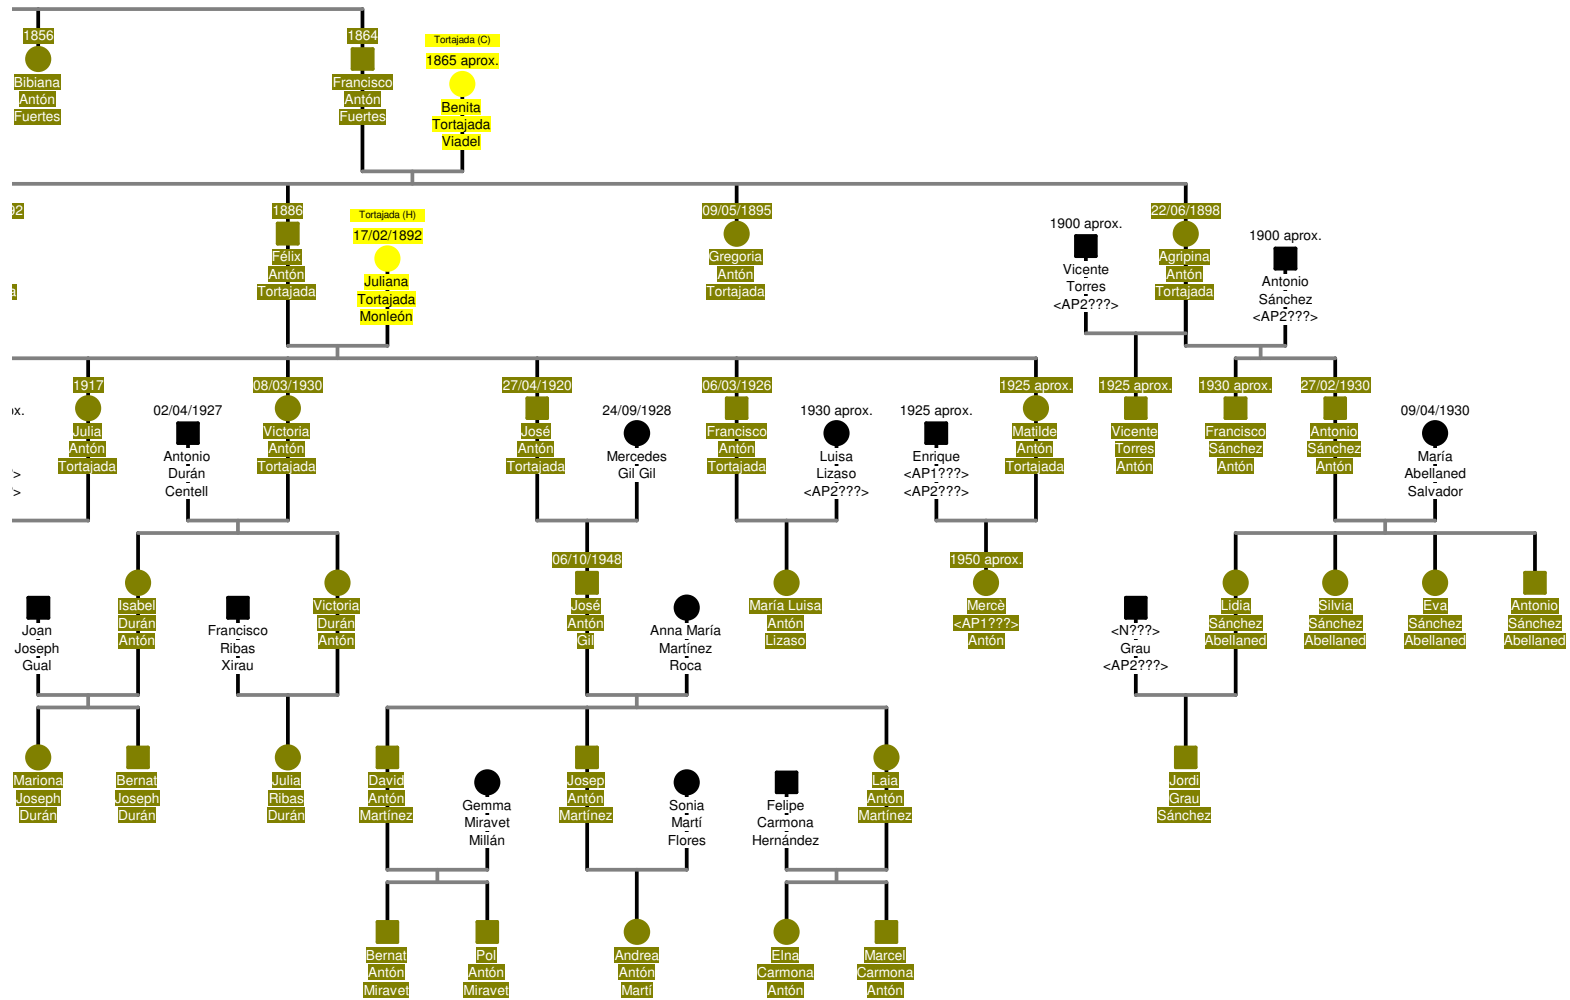 1856
Bibiana
Antón
Fuertes
1864
Francisco
Antón
Fuertes
Tortajada (C)
1865 aprox.
Benita
Tortajada
Viadel
92
a
1886
Félix
Antón
Tortajada
Tortajada (H)
17/02/1892
Juliana
Tortajada
Monleón
09/05/1895
Gregoria
Antón
Tortajada
1900 aprox.
Vicente
Torres
<AP2???>
22/06/1898
Agripina
Antón
Tortajada
1900 aprox.
Antonio
Sánchez
<AP2???>
ox.
>
>
1917
Julia
Antón
Tortajada
02/04/1927
Antonio
Durán
Centell
08/03/1930
Victoria
Antón
Tortajada
27/04/1920
José
Antón
Tortajada
24/09/1928
Mercedes
Gil Gil
06/03/1926
Francisco
Antón
Tortajada
1930 aprox.
Luisa
Lizaso
<AP2???>
1925 aprox.
Enrique
<AP1???>
<AP2???>
1925 aprox.
Matilde
Antón
Tortajada
1925 aprox.
Vicente
Torres
Antón
1930 aprox.
Francisco
Sánchez
Antón
27/02/1930
Antonio
Sánchez
Antón
09/04/1930
María
Abellaned
Salvador
Joan
Joseph
Gual
Isabel
Durán
Antón
Francisco
Ribas
Xirau
Victoria
Durán
Antón
06/10/1948
José
Antón
Gil
Anna María
Martínez
Roca
María Luisa
Antón
Lizaso
1950 aprox.
Mercè
<AP1???>
Antón
<N???>
Grau
<AP2???>
Lidia
Sánchez
Abellaned
Silvia
Sánchez
Abellaned
Eva
Sánchez
Abellaned
Antonio
Sánchez
Abellaned
Mariona
Joseph
Durán
Bernat
Joseph
Durán
Julia
Ribas
Durán
David
Antón
Martínez
Gemma
Miravet
Millán
Josep
Antón
Martínez
Sonia
Martí
Flores
Felipe
Carmona
Hernández
Laia
Antón
Martínez
Jordi
Grau
Sánchez
Bernat
Antón
Miravet
Pol
Antón
Miravet
Andrea
Antón
Martí
Elna
Carmona
Antón
Marcel
Carmona
Antón